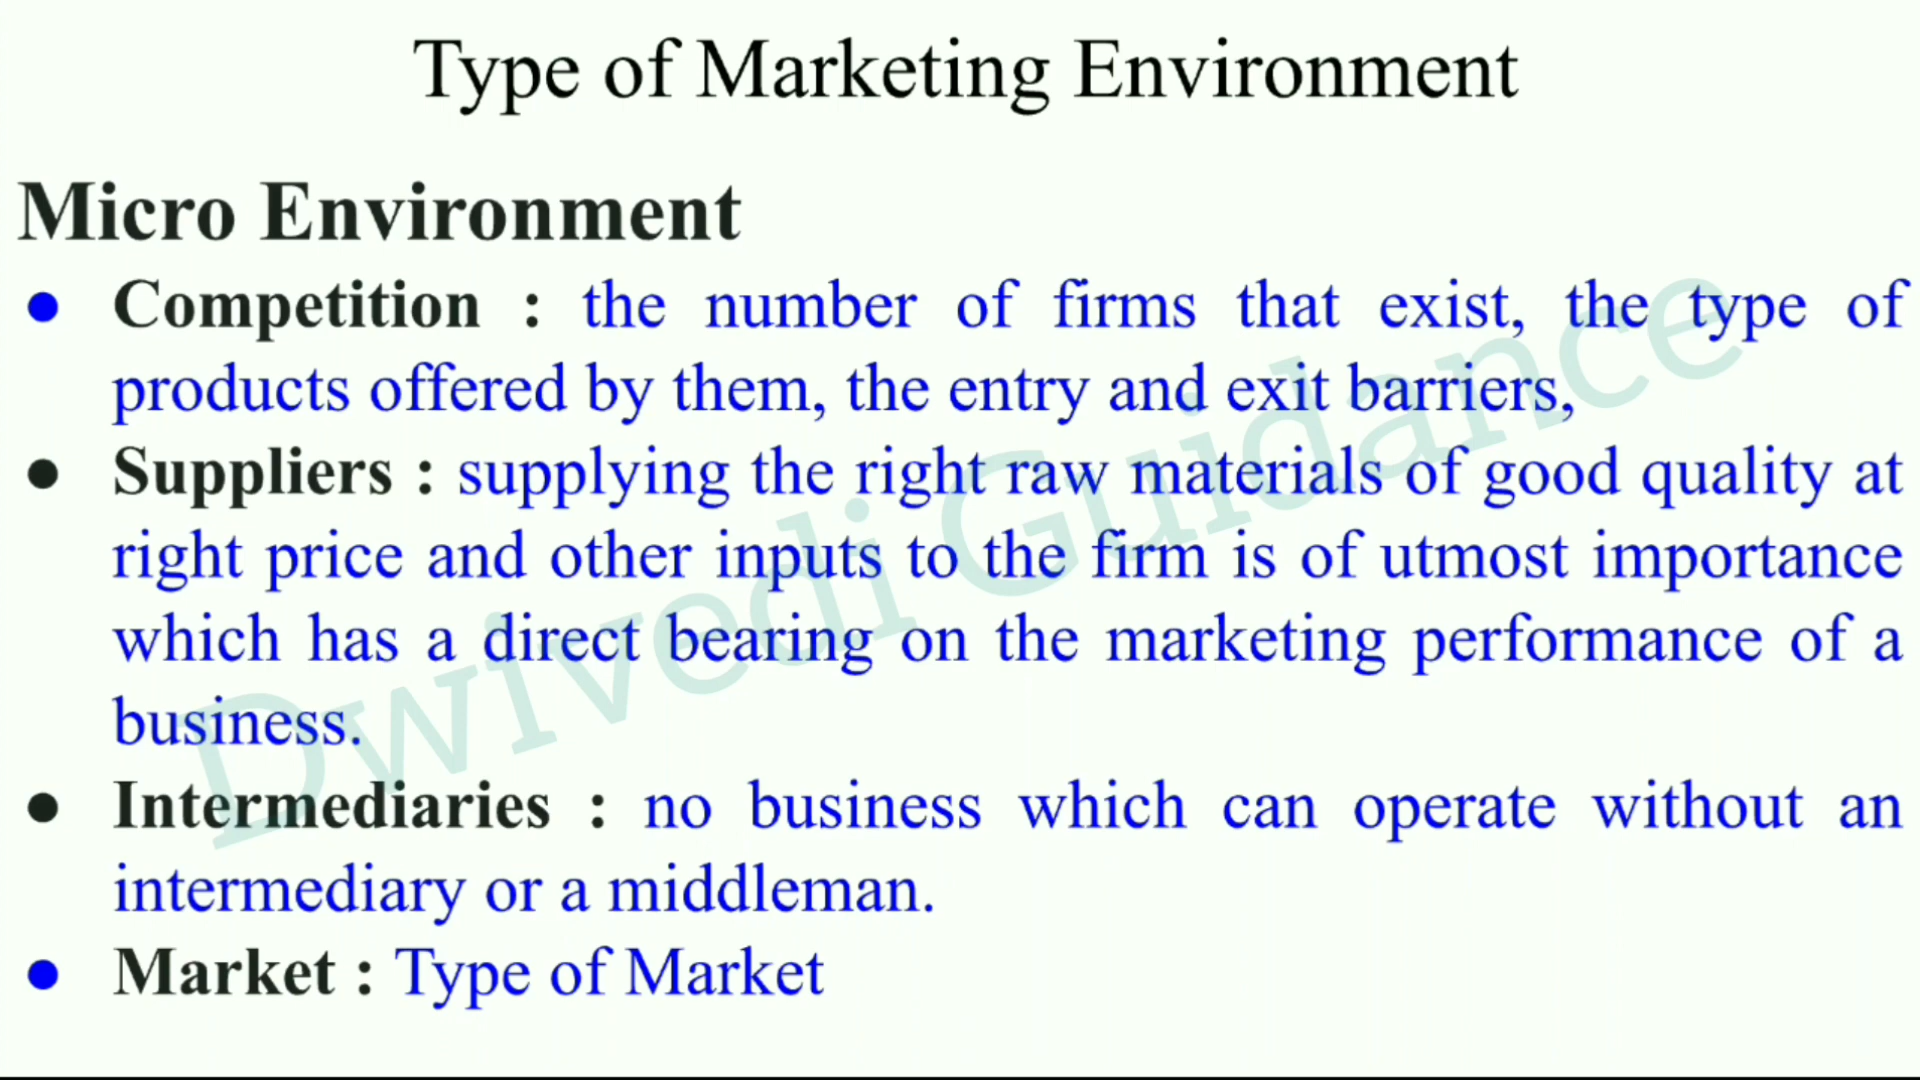 Type of Marketing Environment
Micro Environment
● Competition : the number of firms that exist, the type of
products offered by them, the entry and exit barriers,
● Suppliers : supplying the right raw materials of good quality at
right price and other inputs to the firm is of utmost importance
which has a direct bearing on the marketing performance of a
business.
● Intermediaries : no business which can operate without an
intermediary or a middleman.
● Market : Type of Market
Dwivedi Guidance